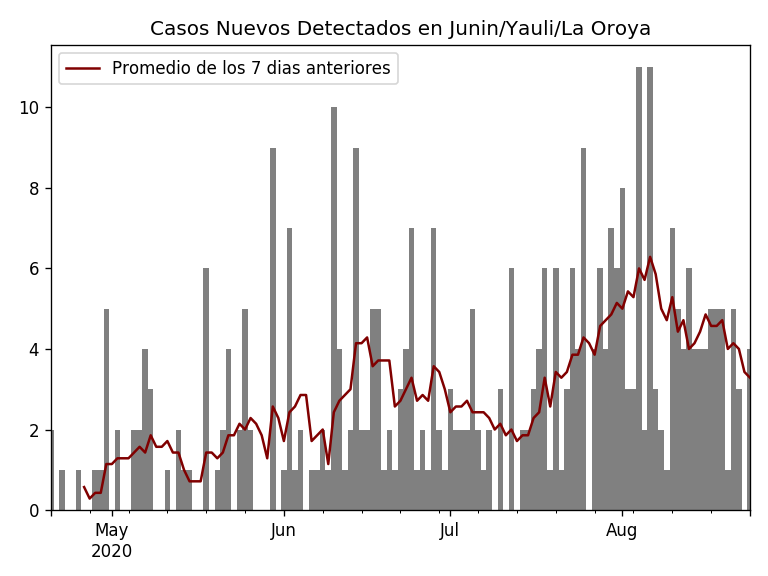 Casos Nuevos Detectados en Junin/Yauli/La Oroya
Promedio de los 7 dias anteriores
10
8
6
4
2
0
May Jun Jul Aug
2020